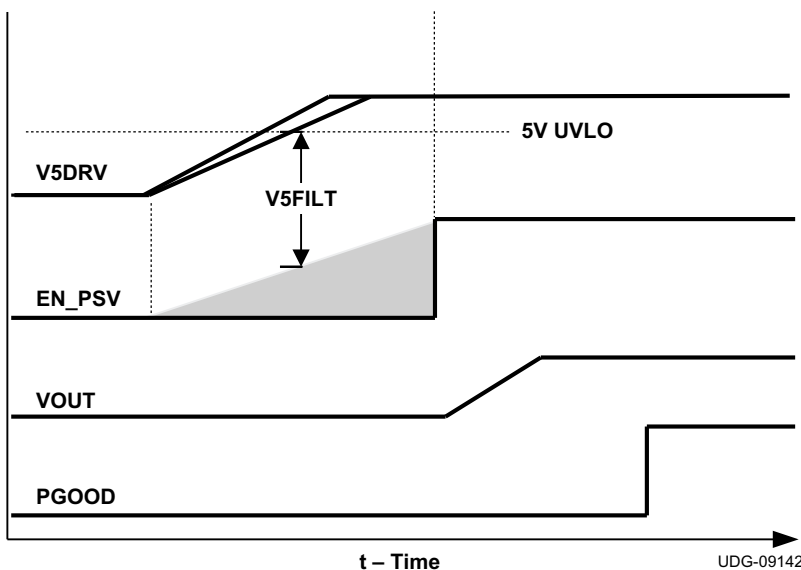 5V UVLO
V5DRV
V5FILT
EN_PSV
VOUT
PGOOD
t – Time
UDG-09142